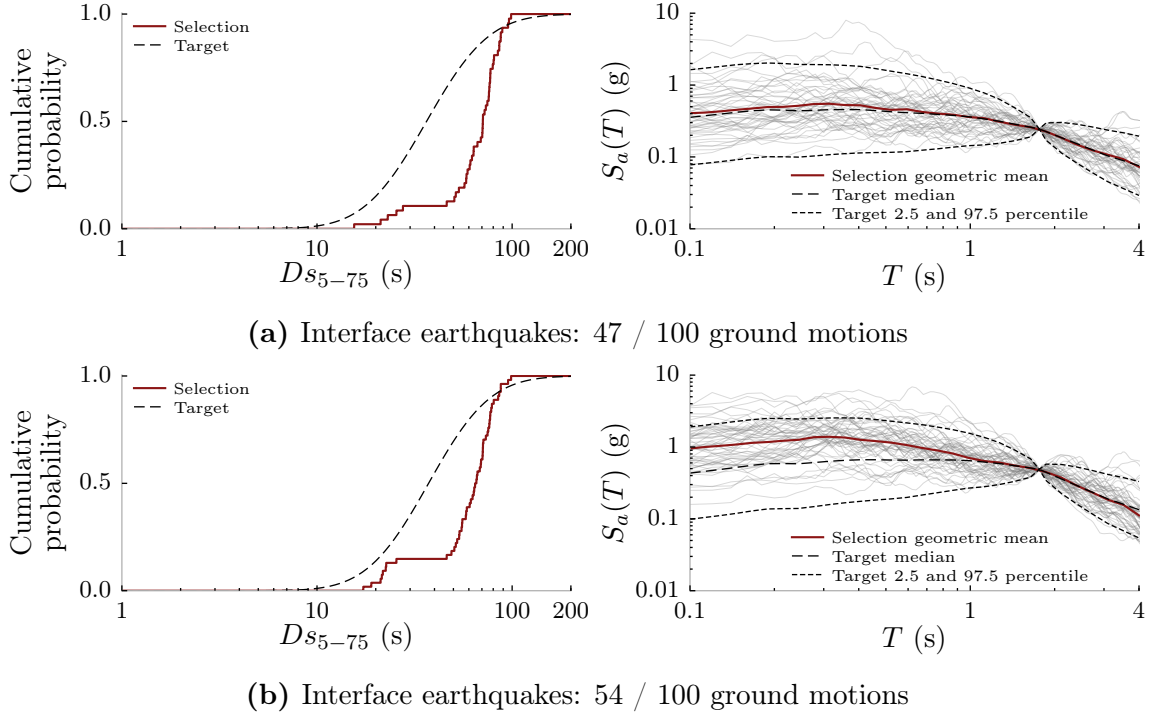 Cumulative
probability
1.0
0.5
0.0
Selection
Target
1
10
100
200
Ds5−75 (s)
Sa(T) (g)
10
1
0.1
0.01
Selection geometric mean
Target median
Target 2.5 and 97.5 percentile
0.1
1
4
T (s)
(a) Interface earthquakes: 47 / 100 ground motions
Cumulative
probability
1.0
0.5
0.0
Selection
Target
1
10
100
200
Ds5−75 (s)
Sa(T) (g)
10
1
0.1
0.01
Selection geometric mean
Target median
Target 2.5 and 97.5 percentile
0.1
1
4
T (s)
(b) Interface earthquakes: 54 / 100 ground motions